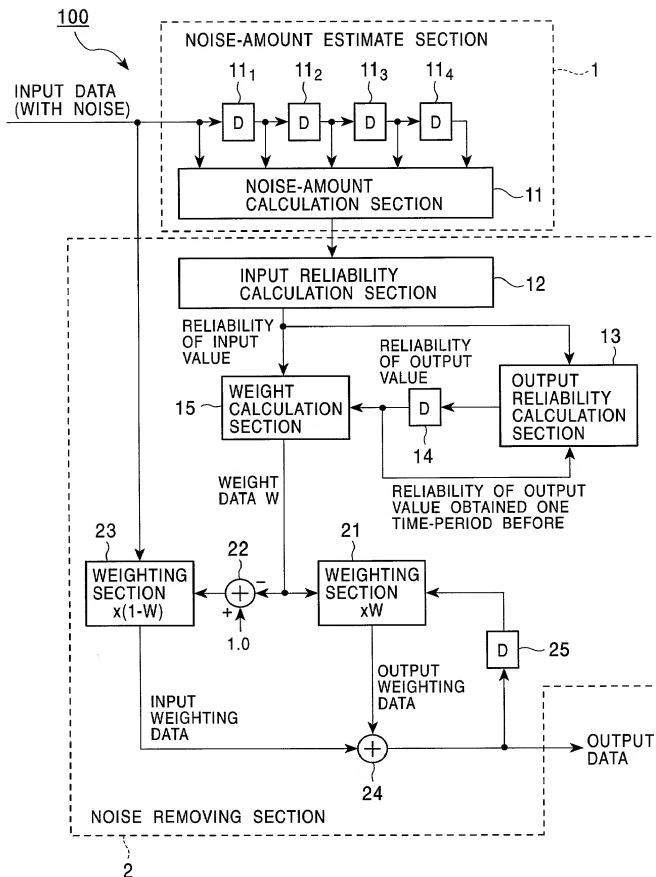 100
NOISE-AMOUNT ESTIMATE SECTION
1
INPUT DATA
(WITH NOISE)
11₁
11₂
11₃
11₄
D
D
D
D
NOISE-AMOUNT
CALCULATION SECTION
11
INPUT RELIABILITY
CALCULATION SECTION
12
RELIABILITY
OF INPUT
VALUE
RELIABILITY
OF OUTPUT
VALUE
13
15
WEIGHT
CALCULATION
SECTION
D
14
OUTPUT
RELIABILITY
CALCULATION
SECTION
WEIGHT
DATA W
RELIABILITY OF OUTPUT
VALUE OBTAINED ONE
TIME-PERIOD BEFORE
23
WEIGHTING
SECTION
x(1-W)
22
+
−
+
1.0
21
WEIGHTING
SECTION
xW
D
25
INPUT
WEIGHTING
DATA
OUTPUT
WEIGHTING
DATA
+
24
OUTPUT
DATA
NOISE REMOVING SECTION
2